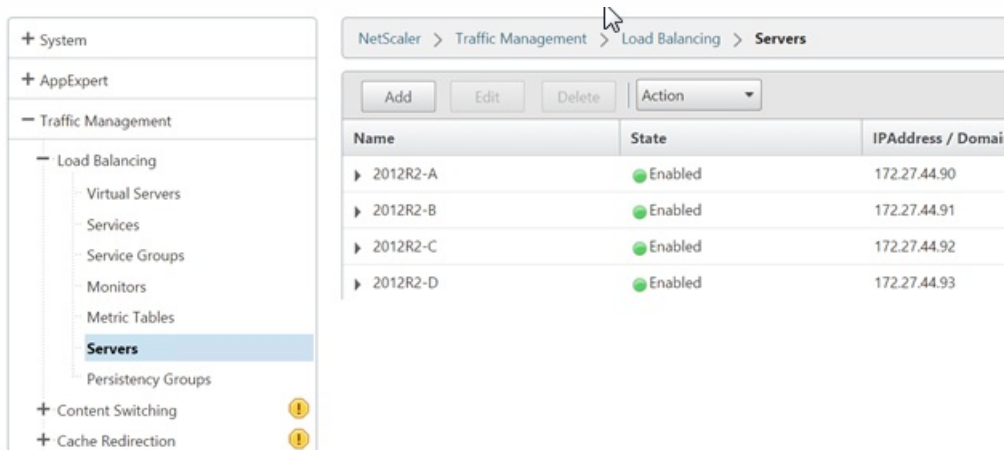 + System
+ AppExpert
− Traffic Management
− Load Balancing
Virtual Servers
Services
Service Groups
Monitors
Metric Tables
Servers
Persistency Groups
+ Content Switching
+ Cache Redirection
NetScaler > Traffic Management > Load Balancing > Servers
Add Edit Delete Action
Name State IPAddress / Domai
2012R2-A Enabled 172.27.44.90
2012R2-B Enabled 172.27.44.91
2012R2-C Enabled 172.27.44.92
2012R2-D Enabled 172.27.44.93